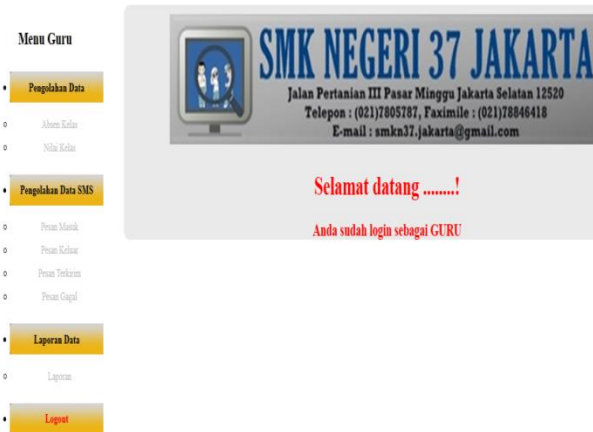 Menu Guru
Pengolahan Data
Absen Kelas
Nilai Kelas
Pengolahan Data SMS
Pesan Masuk
Pesan Keluar
Pesan Terkirim
Pesan Gagal
Laporan Data
Laporan
Logout
SMK NEGERI 37 JAKARTA
Jalan Pertanian III Pasar Minggu Jakarta Selatan 12520
Telepon : (021)7805787, Faximile : (021)78846418
E-mail : smkn37.jakarta@gmail.com
Selamat datang ........!
Anda sudah login sebagai GURU